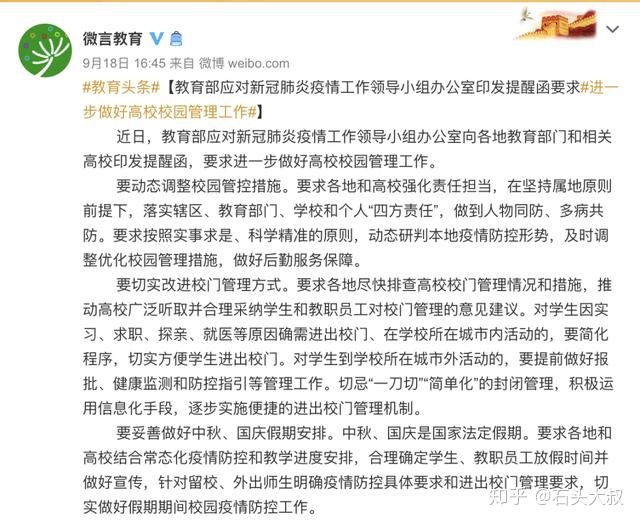 微言教育
9月18日 16:45 来自 微博 weibo.com
#教育头条#【教育部应对新冠肺炎疫情工作领导小组办公室印发提醒函要求#进一
步做好高校校园管理工作#】
近日，教育部应对新冠肺炎疫情工作领导小组办公室向各地教育部门和相关
高校印发提醒函，要求进一步做好高校校园管理工作。
要动态调整校园管控措施。要求各地和高校强化责任担当，在坚持属地原则
前提下，落实辖区、教育部门、学校和个人“四方责任”，做到人物同防、多病共
防。要求按照实事求是、科学精准的原则，动态研判本地疫情防控形势，及时调
整优化校园管理措施，做好后勤服务保障。
要切实改进校门管理方式。要求各地尽快排查高校校门管理情况和措施，推
动高校广泛听取并合理采纳学生和教职员工对校门管理的意见建议。对学生因实
习、求职、探亲、就医等原因确需进出校门、在学校所在城市内活动的，要简化
程序，切实方便学生进出校门。对学生到学校所在城市外活动的，要提前做好报
批、健康监测和防控指引等管理工作。切忌“一刀切”“简单化”的封闭管理，积极运
用信息化手段，逐步实施便捷的进出校门管理机制。
要妥善做好中秋、国庆假期安排。中秋、国庆是国家法定假期。要求各地和
高校结合常态化疫情防控和教学进度安排，合理确定学生、教职员工放假时间并
做好宣传，针对留校、外出师生明确疫情防控具体要求和进出校门管理要求，切
实做好假期期间校园疫情防控工作。
知乎 @石头大叔